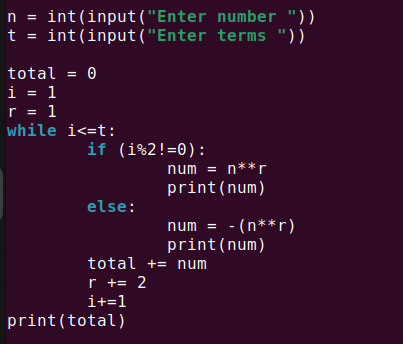 n = int(input("Enter number "))
t = int(input("Enter terms "))

total = 0
i = 1
r = 1
while i<=t:
        if (i%2!=0):
                num = n**r
                print(num)
        else:
                num = -(n**r)
                print(num)
        total += num
        r += 2
        i+=1
print(total)